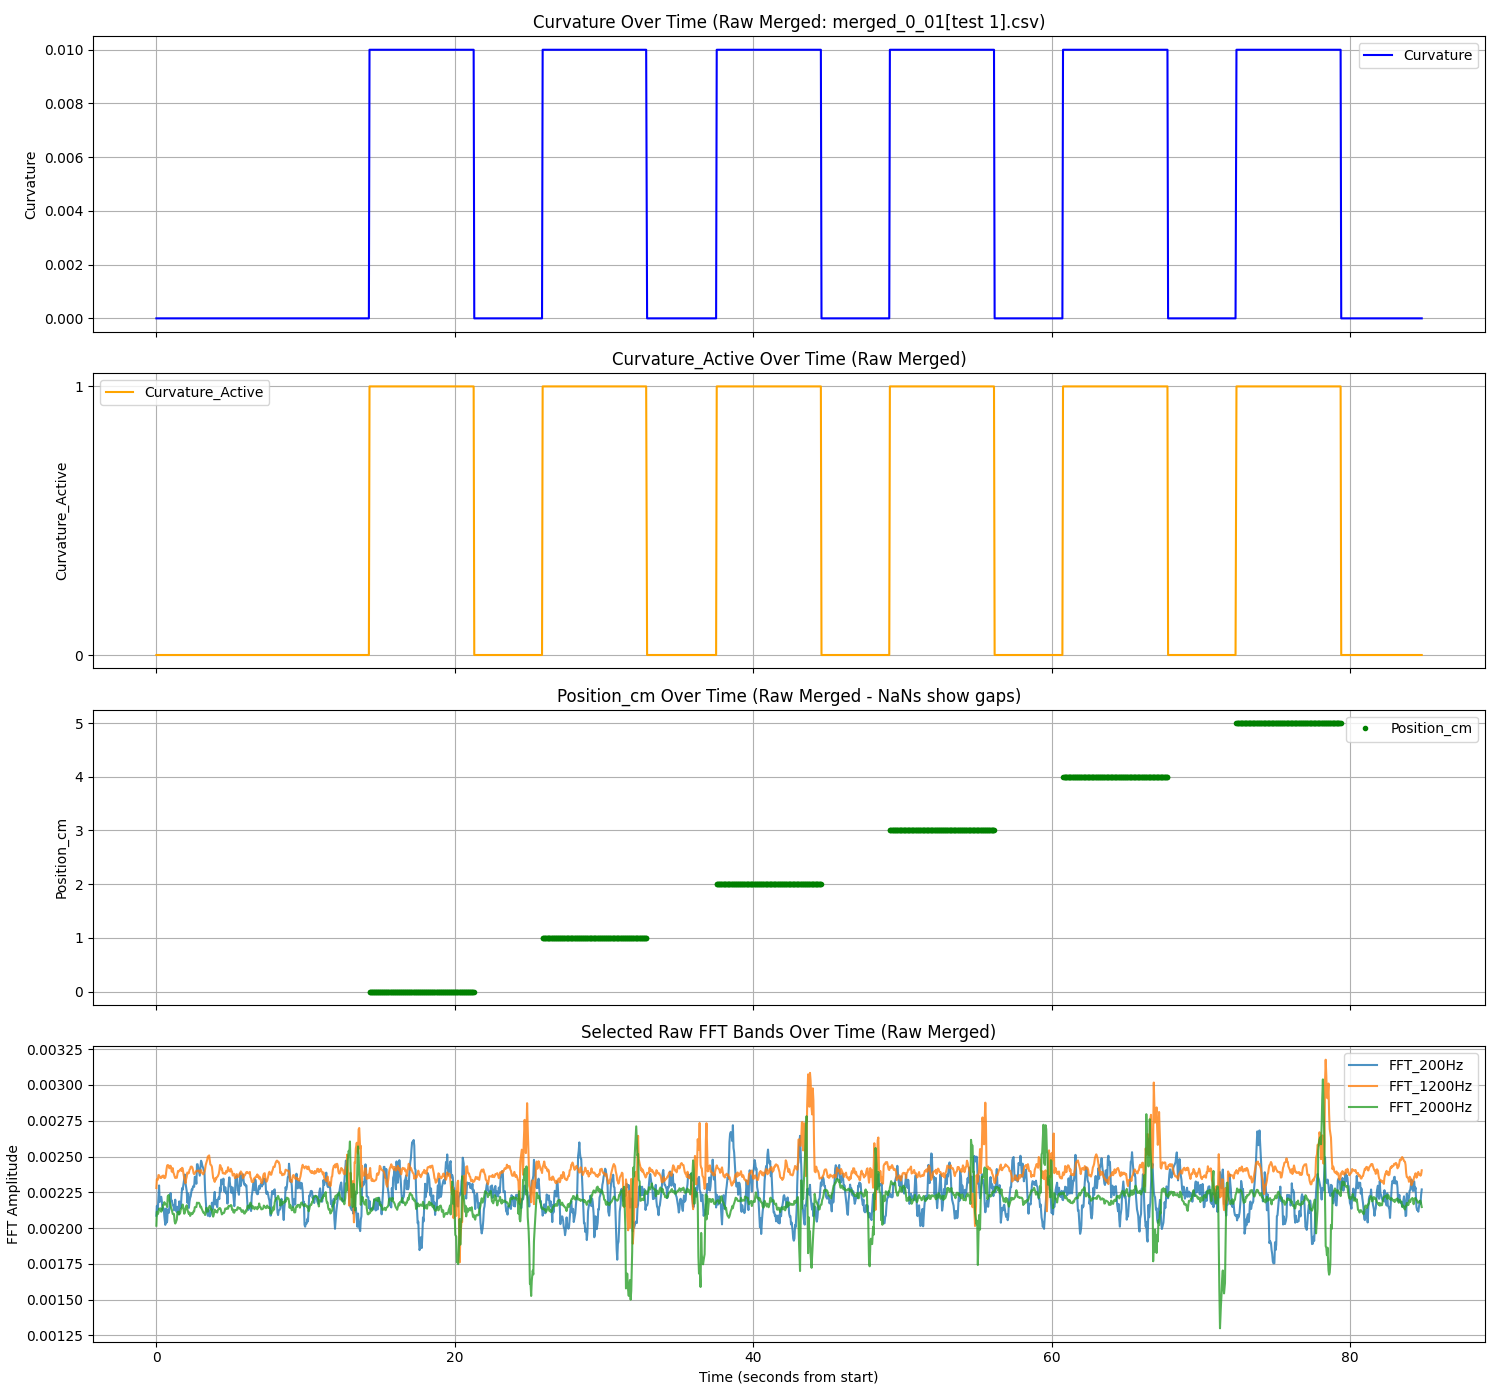 Curvature Over Time (Raw Merged: merged_0_01[test 1].csv)
0.010
0.008
0.006
0.004
0.002
0.000
Curvature
Curvature
Curvature_Active Over Time (Raw Merged)
1
0
Curvature_Active
Curvature_Active
Position_cm Over Time (Raw Merged - NaNs show gaps)
5
4
3
2
1
0
Position_cm
Position_cm
Selected Raw FFT Bands Over Time (Raw Merged)
0.00325
0.00300
0.00275
0.00250
0.00225
0.00200
0.00175
0.00150
0.00125
FFT Amplitude
FFT_200Hz
FFT_1200Hz
FFT_2000Hz
0 20 40 60 80
Time (seconds from start)